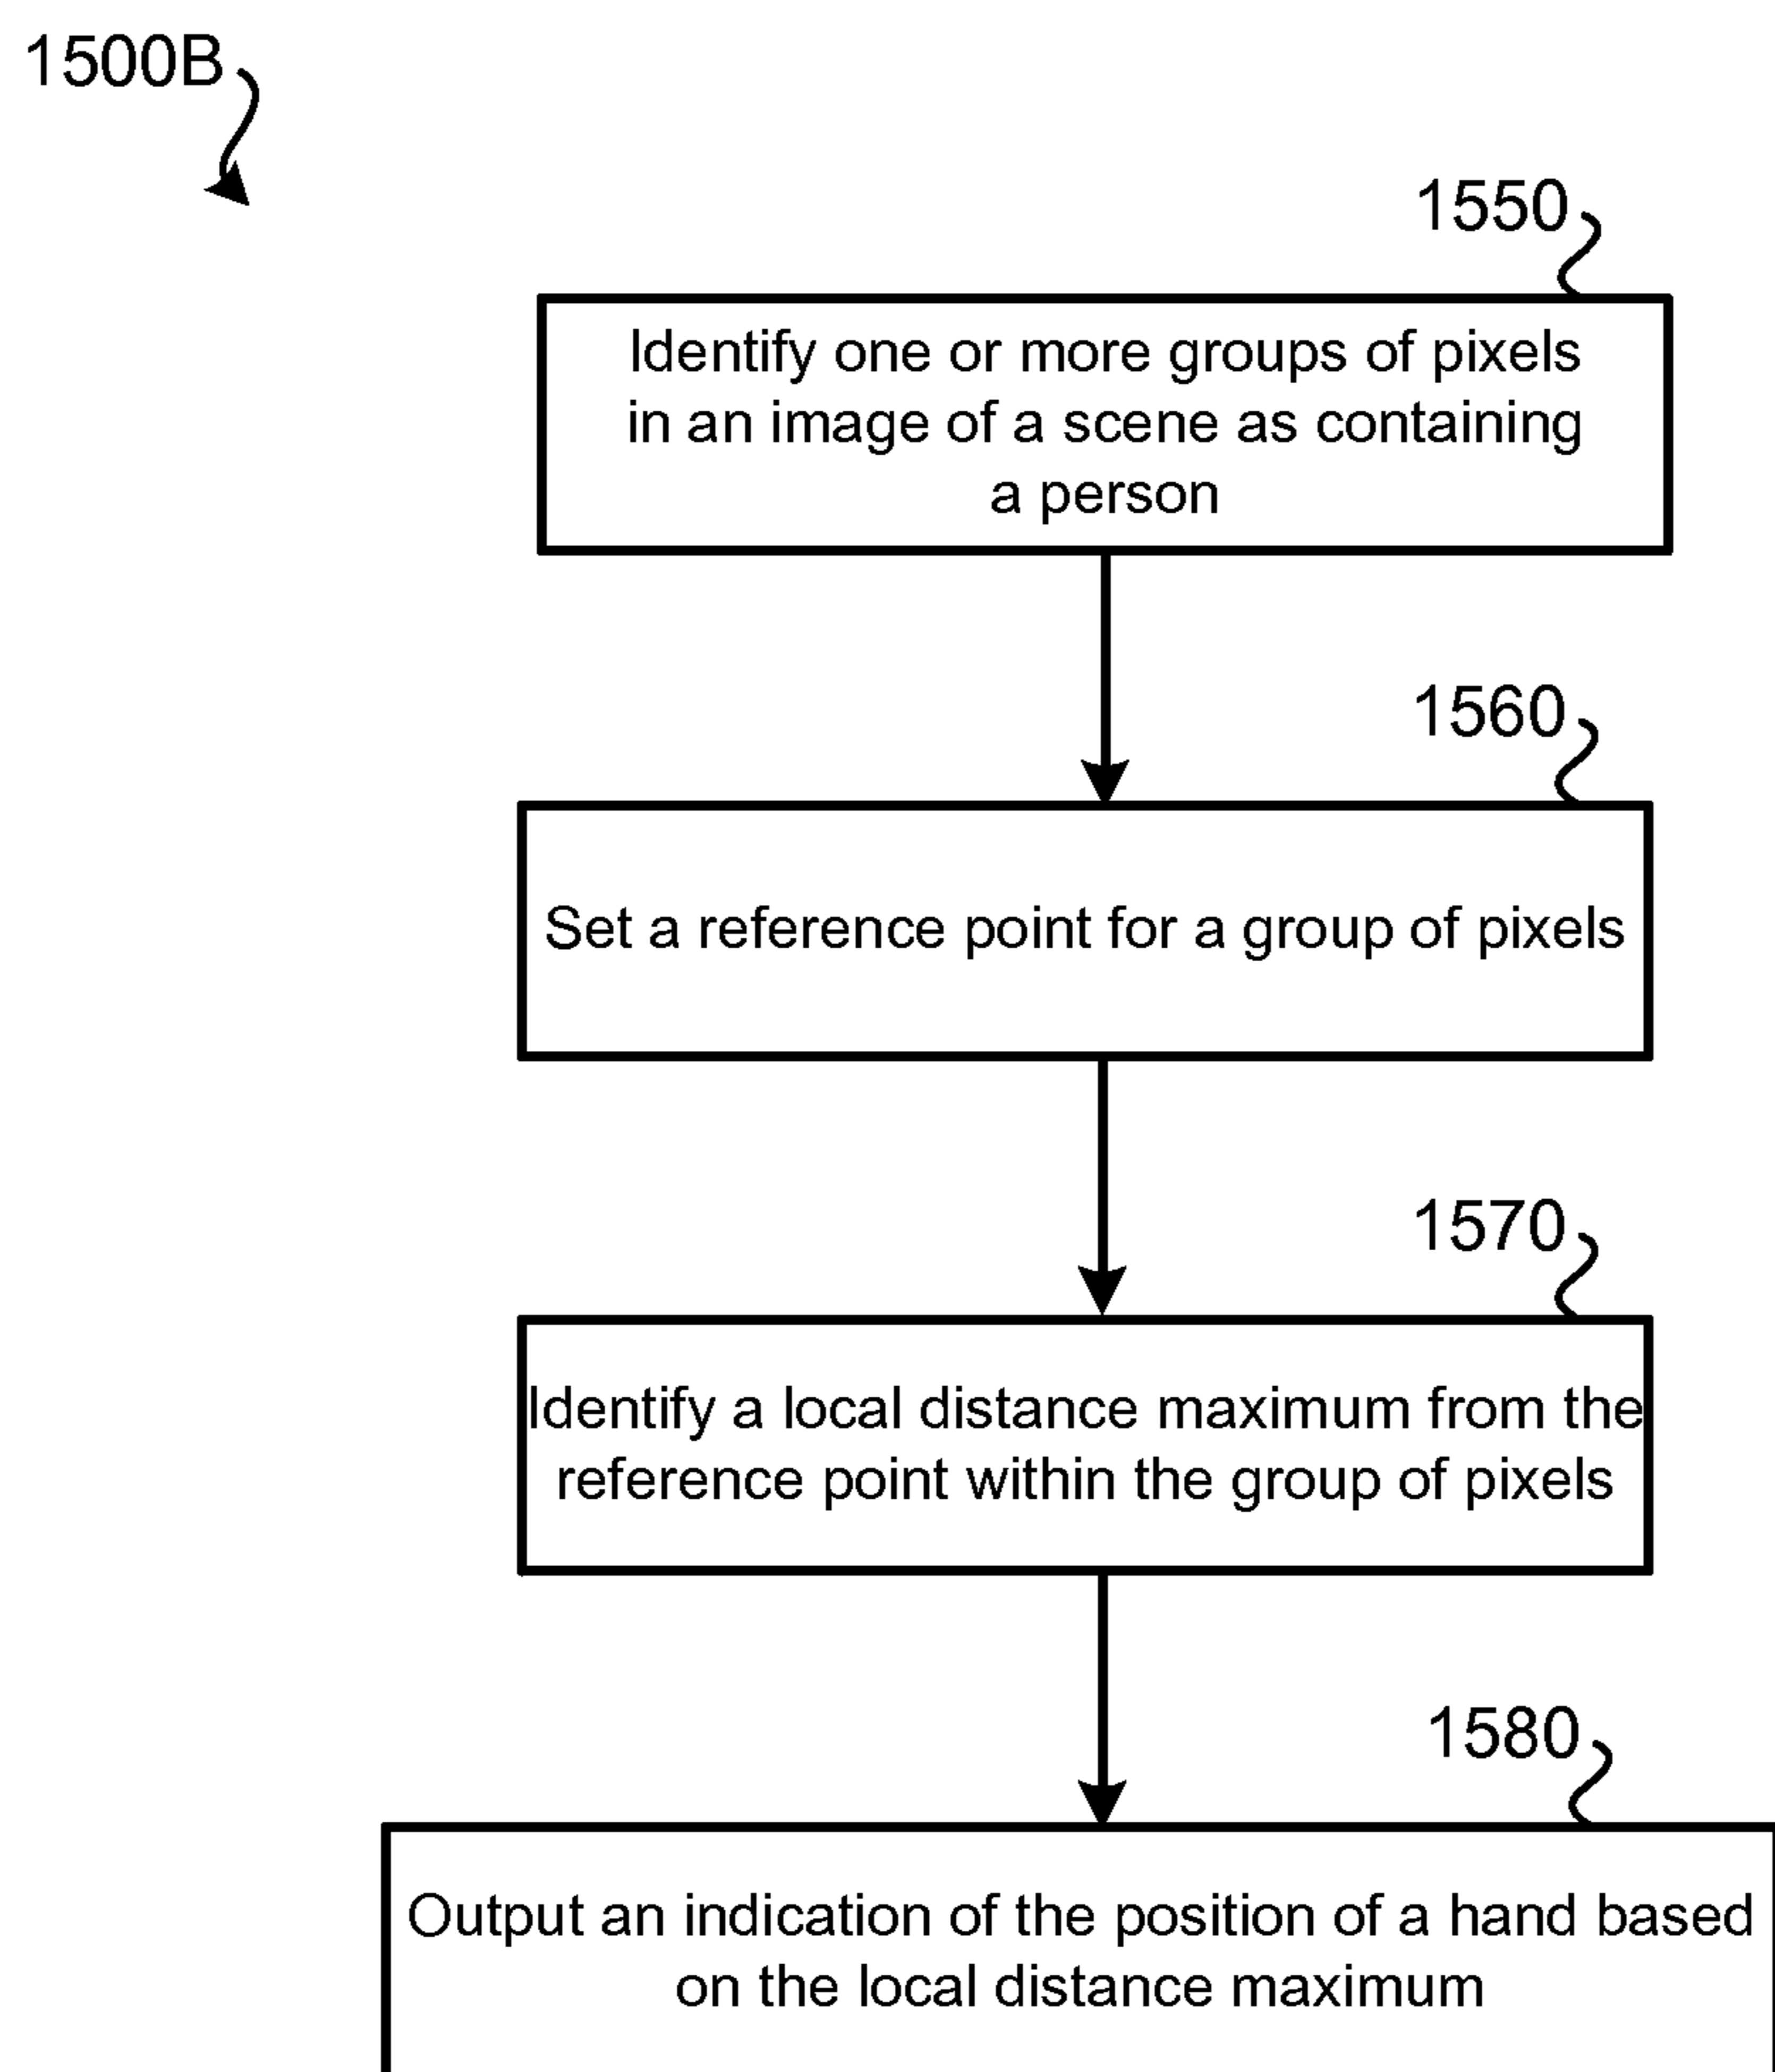 1500B
1550
Identify one or more groups of pixels
in an image of a scene as containing
a person
1560
Set a reference point for a group of pixels
1570
Identify a local distance maximum from the
reference point within the group of pixels
1580
Output an indication of the position of a hand based
on the local distance maximum